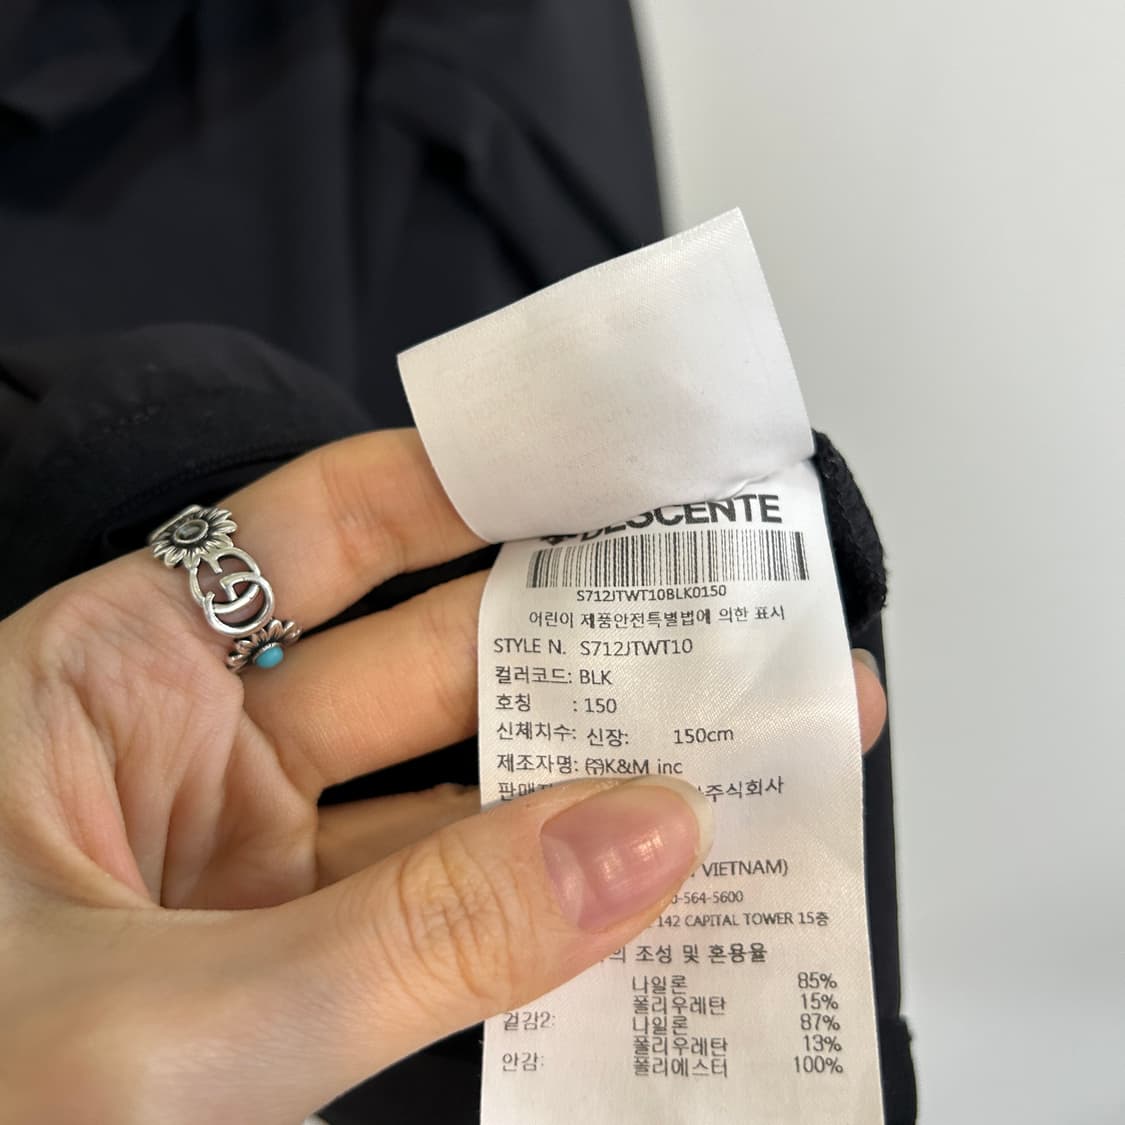 DESCENTE
S712JTWT10BLK0150
어린이 제품안전특별법에 의한 표시
STYLE N. S712JTWT10
컬러코드: BLK
호칭 : 150
신체치수: 신장: 150cm
제조자명: ㈜K&M inc
주식회사
VIETNAM)
-564-5600
142 CAPITAL TOWER 15층
조성 및 혼용율
나일론 85%
폴리우레탄 15%
겉감2: 나일론 87%
폴리우레탄 13%
안감: 폴리에스터 100%